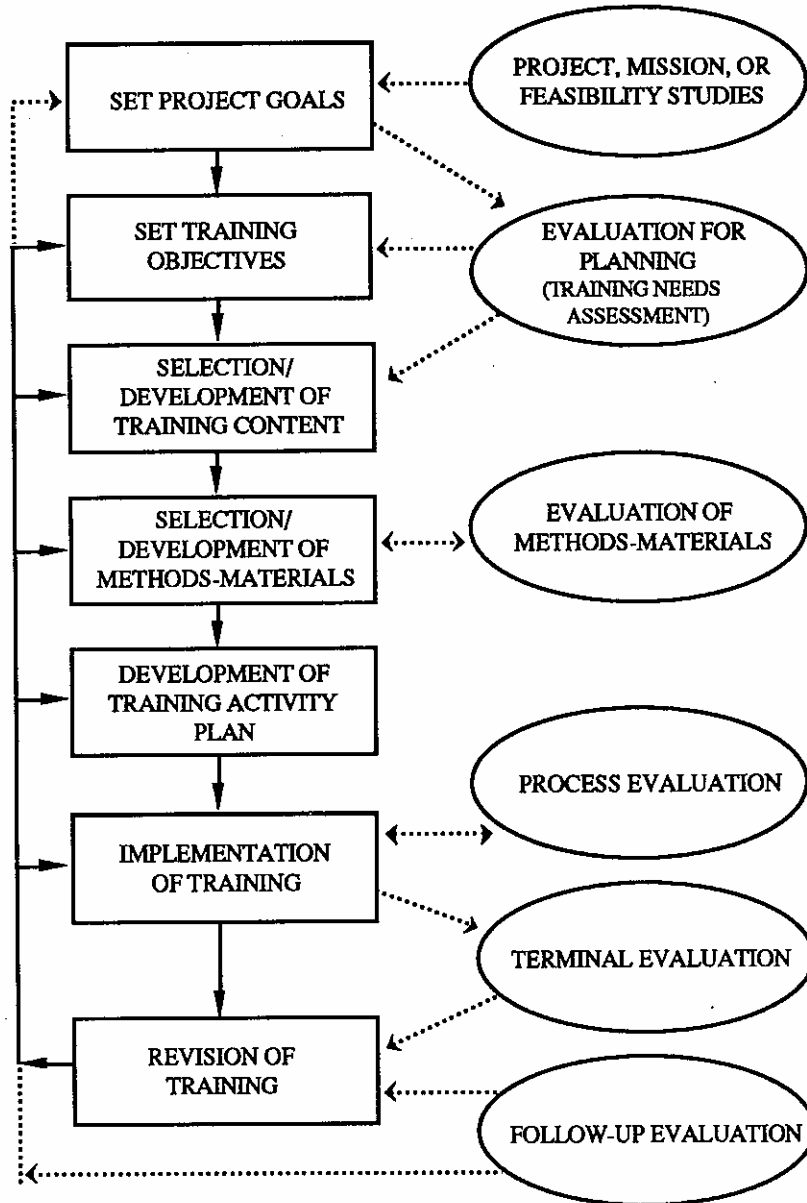 SET PROJECT GOALS
PROJECT, MISSION, OR
FEASIBILITY STUDIES
SET TRAINING
OBJECTIVES
EVALUATION FOR
PLANNING
(TRAINING NEEDS
ASSESSMENT)
SELECTION/
DEVELOPMENT OF
TRAINING CONTENT
SELECTION/
DEVELOPMENT OF
METHODS-MATERIALS
EVALUATION OF
METHODS-MATERIALS
DEVELOPMENT OF
TRAINING ACTIVITY
PLAN
PROCESS EVALUATION
IMPLEMENTATION
OF TRAINING
TERMINAL EVALUATION
REVISION OF
TRAINING
FOLLOW-UP EVALUATION